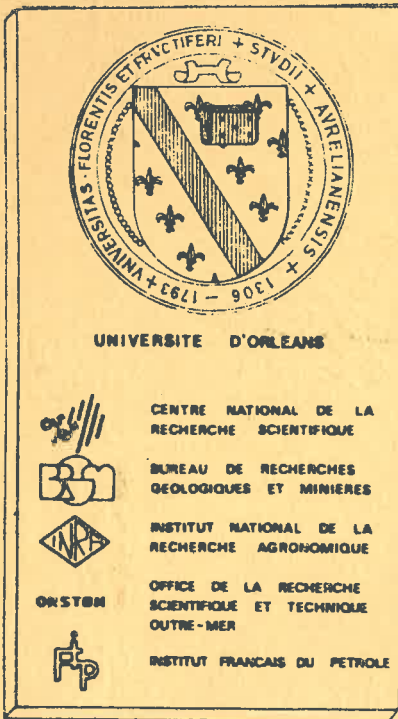 VNIVERSITAS · FLORENTIS ET FRVCTIFERI + STVDII + AVRELIANENSIS + 1306 - 1793 +
UNIVERSITE D'ORLEANS
CENTRE NATIONAL DE LA
RECHERCHE SCIENTIFIQUE
BUREAU DE RECHERCHES
GEOLOGIQUES ET MINIERES
INRA
INSTITUT NATIONAL DE LA
RECHERCHE AGRONOMIQUE
ORSTOM
OFFICE DE LA RECHERCHE
SCIENTIFIQUE ET TECHNIQUE
OUTRE-MER
IFP
INSTITUT FRANCAIS DU PETROLE